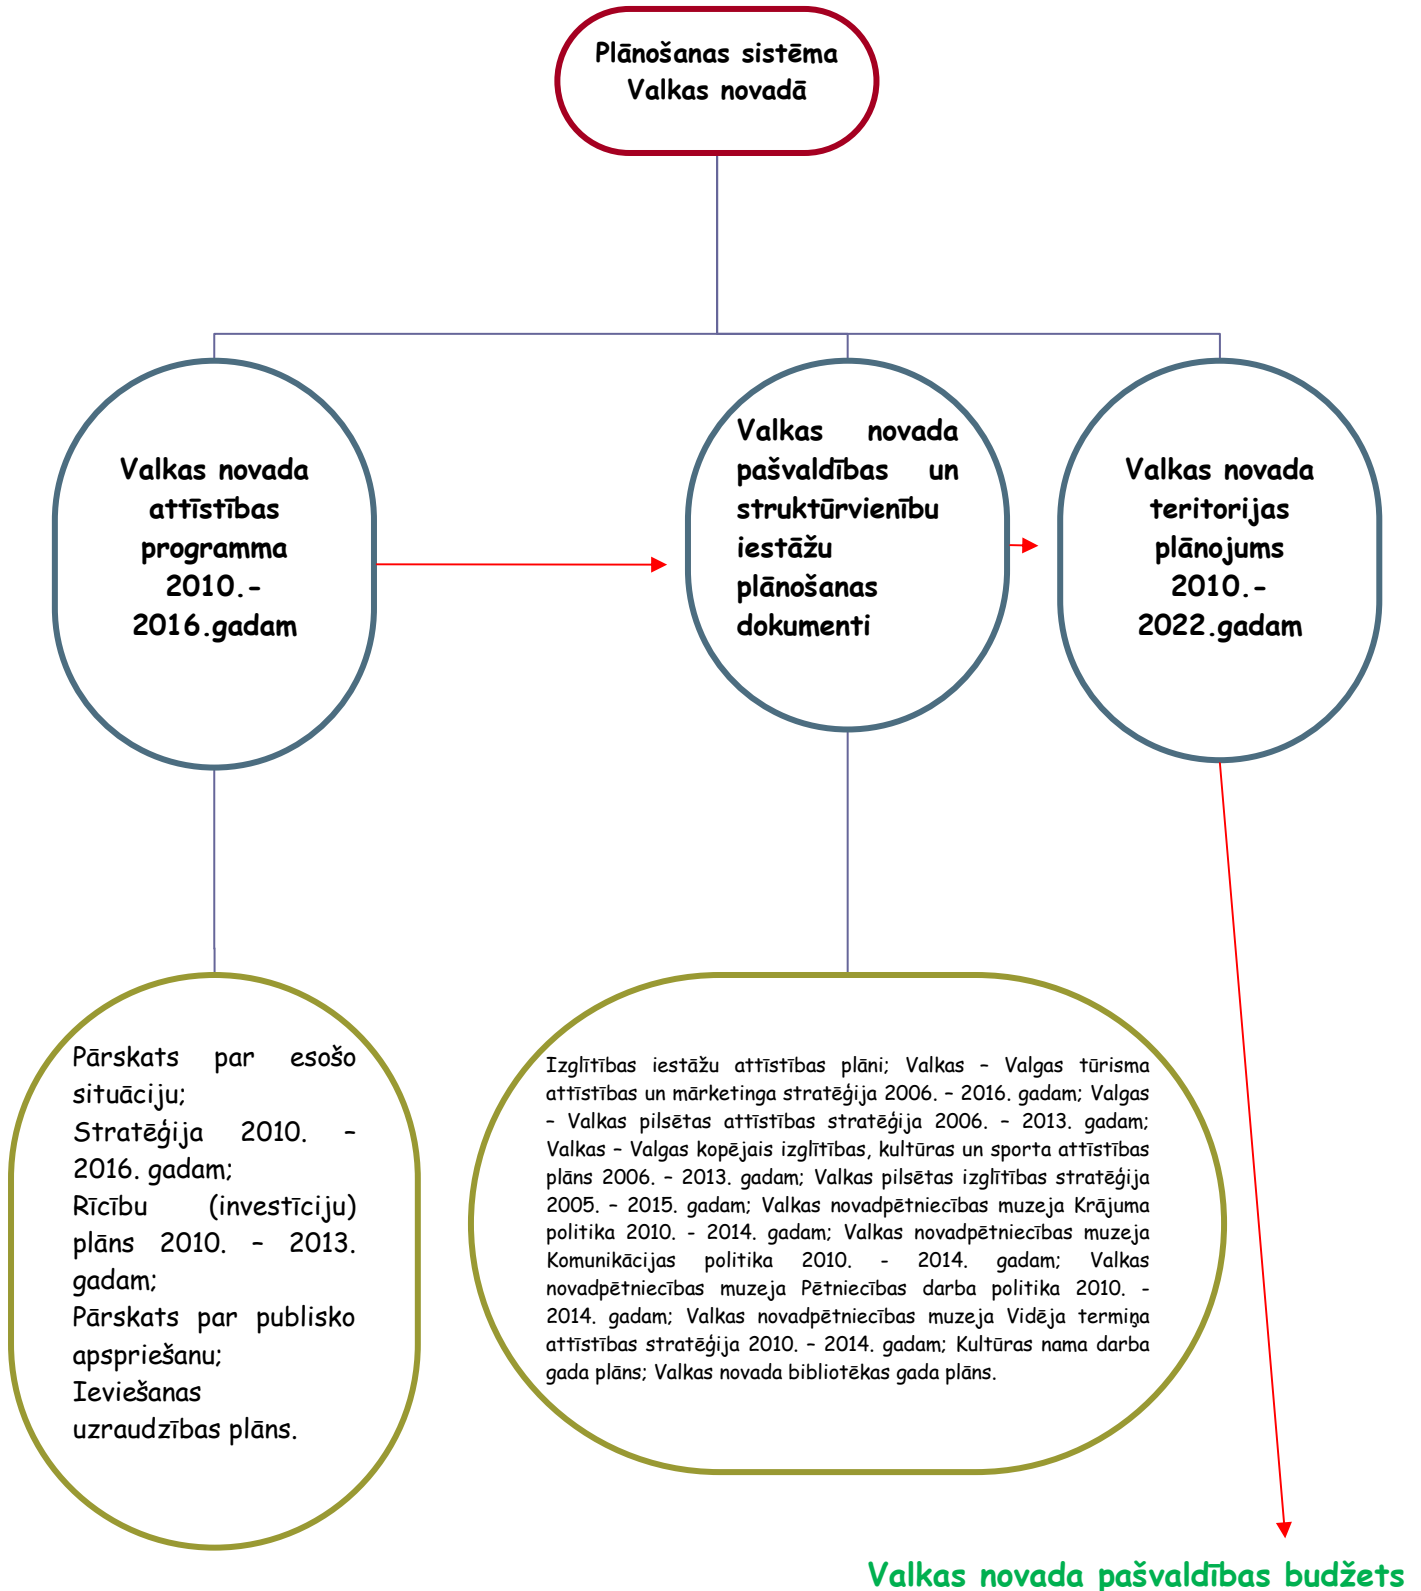 Plānošanas sistēma
Valkas novadā
Valkas novada
attīstības
programma
2010.-
2016.gadam
Valkas novada
pašvaldības un
struktūrvienību
iestāžu
plānošanas
dokumenti
Valkas novada
teritorijas
plānojums
2010.-
2022.gadam
Pārskats par esošo
situāciju;
Stratēģija 2010. –
2016. gadam;
Rīcību (investīciju)
plāns 2010. – 2013.
gadam;
Pārskats par publisko
apspriešanu;
Ieviešanas
uzraudzības plāns.
Izglītības iestāžu attīstības plāni; Valkas – Valgas tūrisma
attīstības un mārketinga stratēģija 2006. – 2016. gadam; Valgas
– Valkas pilsētas attīstības stratēģija 2006. – 2013. gadam;
Valkas – Valgas kopējais izglītības, kultūras un sporta attīstības
plāns 2006. – 2013. gadam; Valkas pilsētas izglītības stratēģija
2005. – 2015. gadam; Valkas novadpētniecības muzeja Krājuma
politika 2010. - 2014. gadam; Valkas novadpētniecības muzeja
Komunikācijas politika 2010. - 2014. gadam; Valkas
novadpētniecības muzeja Pētniecības darba politika 2010. -
2014. gadam; Valkas novadpētniecības muzeja Vidēja termiņa
attīstības stratēģija 2010. – 2014. gadam; Kultūras nama darba
gada plāns; Valkas novada bibliotēkas gada plāns.
Valkas novada pašvaldības budžets